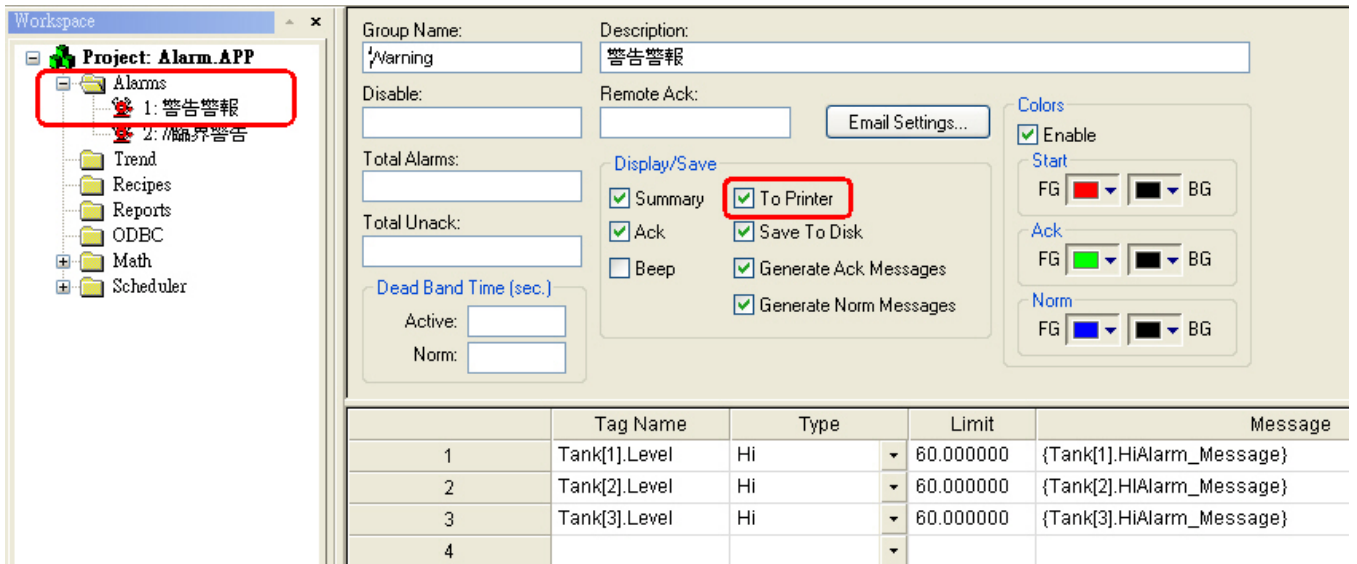 Workspace
Project: Alarm.APP
Alarms
1: 警告警報
2: //臨界警告
Trend
Recipes
Reports
ODBC
Math
Scheduler
Group Name:
Warning
Description:
警告警報
Disable:
Remote Ack:
Email Settings...
Total Alarms:
Total Unack:
Dead Band Time (sec.)
Active:
Norm:
Display/Save
Summary
To Printer
Ack
Save To Disk
Beep
Generate Ack Messages
Generate Norm Messages
Colors
Enable
Start
FG BG
Ack
FG BG
Norm
FG BG
Tag Name Type Limit Message
1 Tank[1].Level Hi 60.000000 {Tank[1].HiAlarm_Message}
2 Tank[2].Level Hi 60.000000 {Tank[2].HIAlarm_Message}
3 Tank[3].Level Hi 60.000000 {Tank[3].HiAlarm_Message}
4